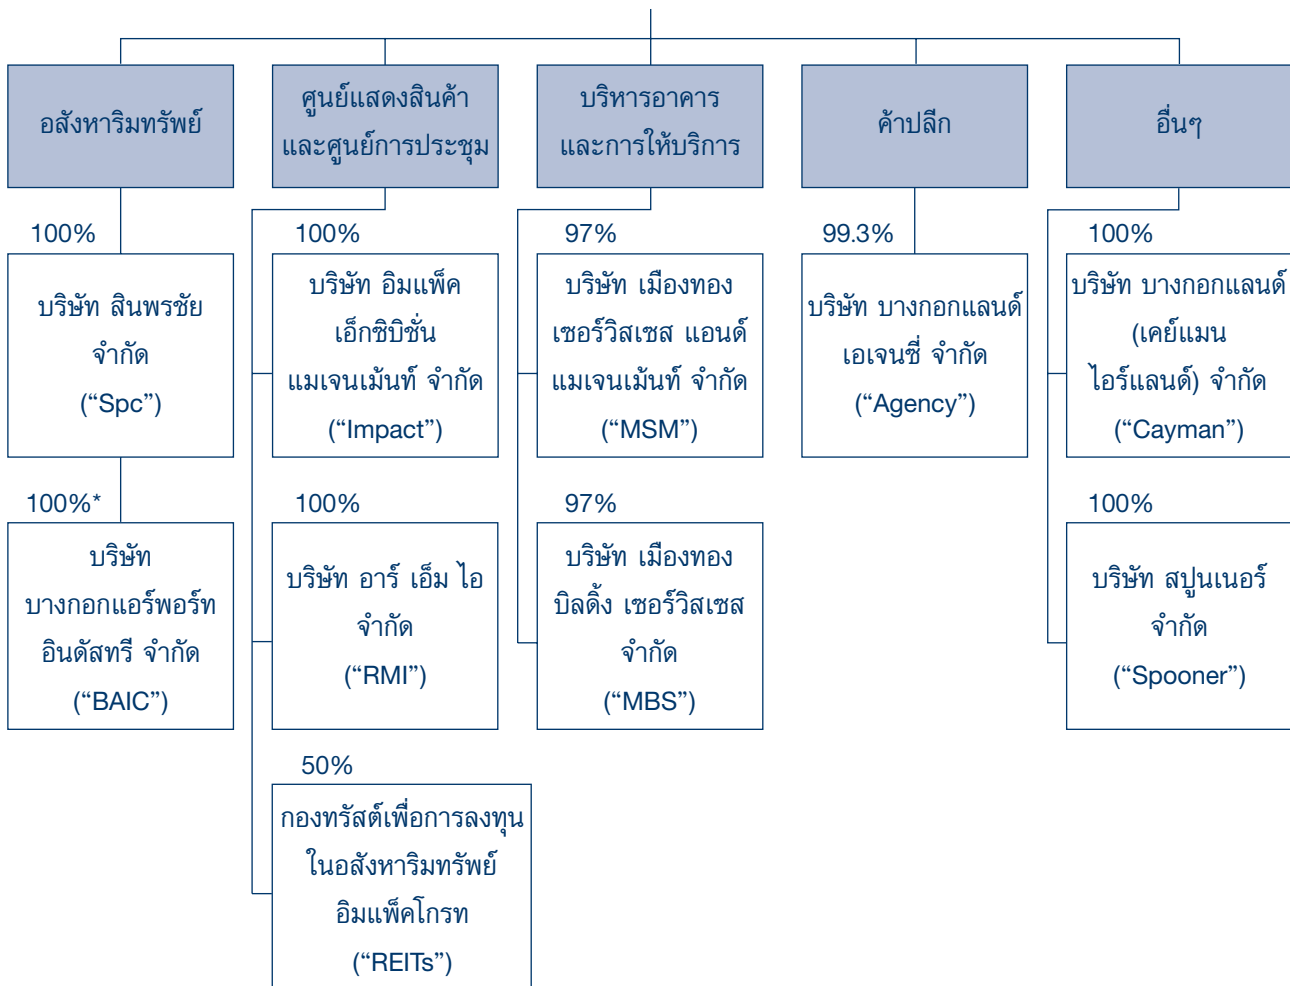 อสังหาริมทรัพย์
ศูนย์แสดงสินค้า
และศูนย์การประชุม
บริหารอาคาร
และการให้บริการ
ค้าปลีก
อื่นๆ
100%
บริษัท สินพรชัย
จำกัด
(“Spc”)
100%*
บริษัท
บางกอกแอร์พอร์ท
อินดัสทรี จำกัด
(“BAIC”)
100%
บริษัท อิมแพ็ค
เอ็กซิบิชั่น
แมเจนเม้นท์ จำกัด
(“Impact”)
100%
บริษัท อาร์ เอ็ม ไอ
จำกัด
(“RMI”)
50%
กองทรัสต์เพื่อการลงทุน
ในอสังหาริมทรัพย์
อิมแพ็คโกรท
(“REITs”)
97%
บริษัท เมืองทอง
เซอร์วิสเซส แอนด์
แมเจนเม้นท์ จำกัด
(“MSM”)
97%
บริษัท เมืองทอง
บิลดิ้ง เซอร์วิสเซส
จำกัด
(“MBS”)
99.3%
บริษัท บางกอกแลนด์
เอเจนซี่ จำกัด
(“Agency”)
100%
บริษัท บางกอกแลนด์
(เคย์แมน
ไอร์แลนด์) จำกัด
(“Cayman”)
100%
บริษัท สปูนเนอร์
จำกัด
(“Spooner”)